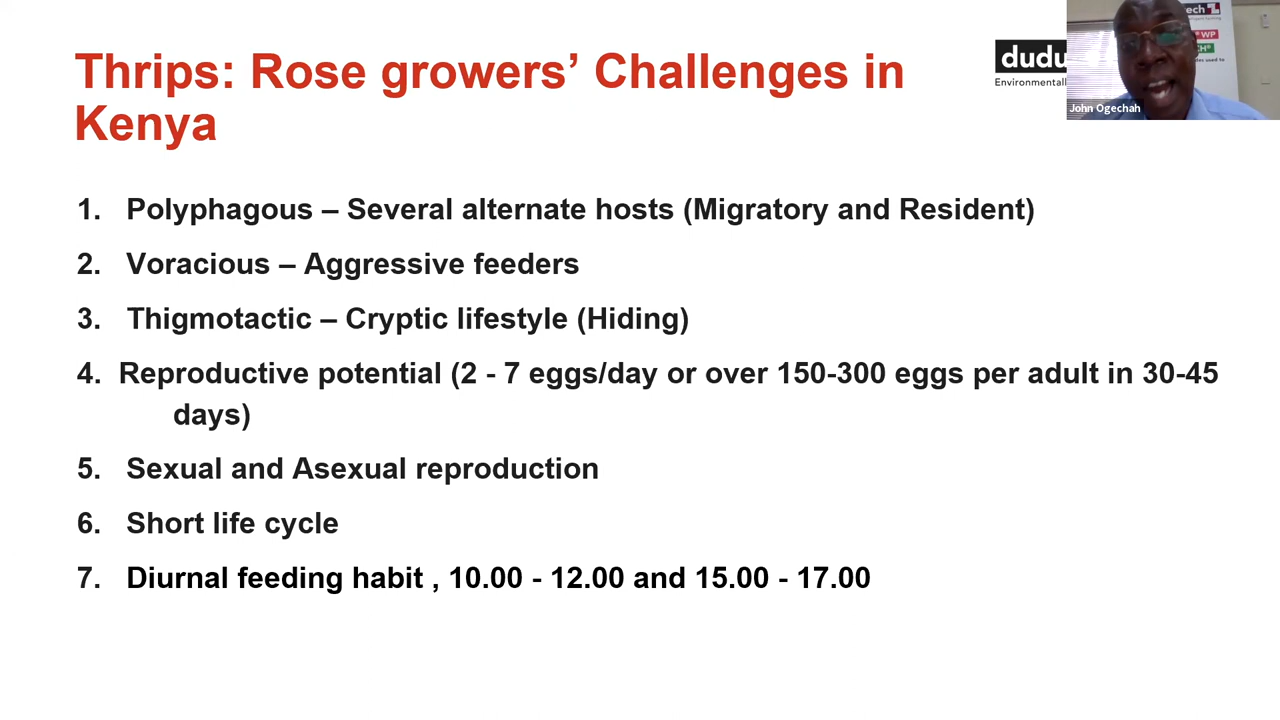 Thrips: Rose growers’ Challenges in
Kenya
dudu
Environmental
John Ogechah
1. Polyphagous – Several alternate hosts (Migratory and Resident)
2. Voracious – Aggressive feeders
3. Thigmotactic – Cryptic lifestyle (Hiding)
4. Reproductive potential (2 - 7 eggs/day or over 150-300 eggs per adult in 30-45
days)
5. Sexual and Asexual reproduction
6. Short life cycle
7. Diurnal feeding habit , 10.00 - 12.00 and 15.00 - 17.00